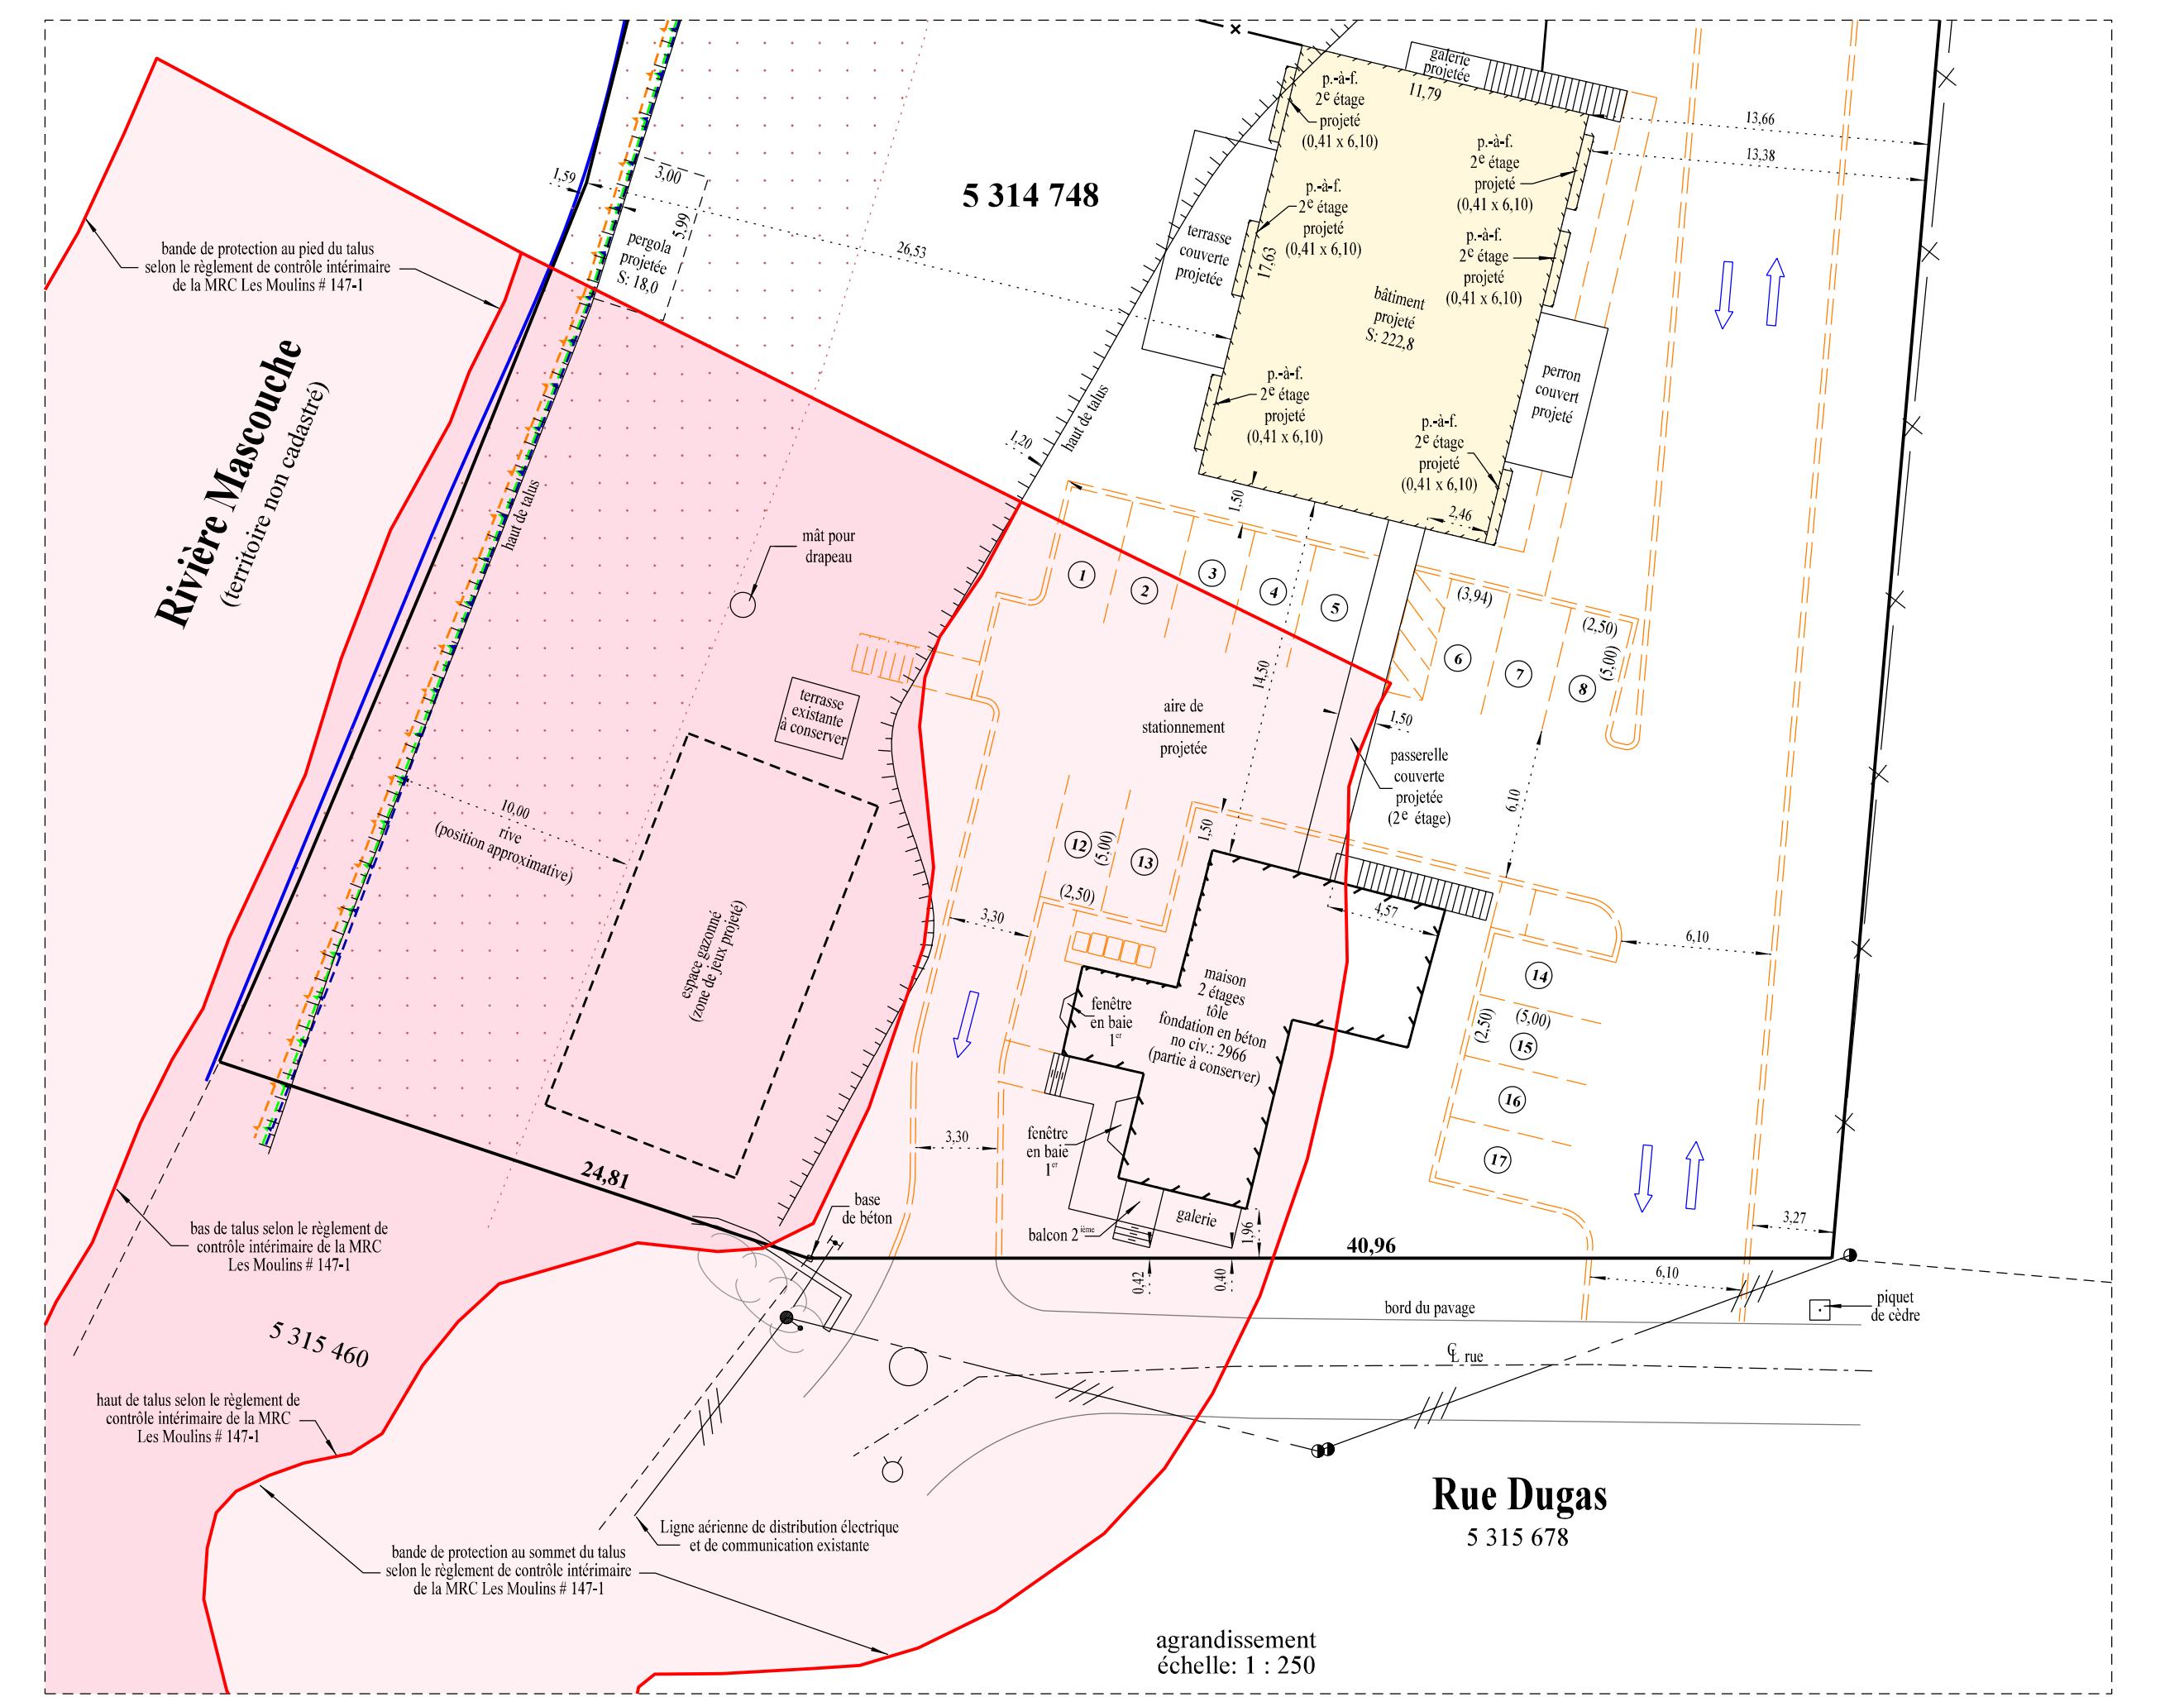 galerie
projetée
11,79
p.-à-f.
2e étage
projeté
(0,41 x 6,10)
13,66
13,38
p.-à-f.
2e étage
projeté
(0,41 x 6,10)
1,59
3,00
5,99
pergola
projetée
S: 18,0
5 314 748
26,53
p.-à-f.
2e étage
projeté
(0,41 x 6,10)
terrasse
couverte
projetée
17,63
p.-à-f.
2e étage
projeté
(0,41 x 6,10)
bande de protection au pied du talus
selon le règlement de contrôle intérimaire
de la MRC Les Moulins # 147-1
bâtiment
projeté
S: 222,8
Rivière Mascouche
(territoire non cadastré)
p.-à-f.
2e étage
projeté
(0,41 x 6,10)
perron
couvert
projeté
haut de talus
1,20
p.-à-f.
2e étage
projeté
(0,41 x 6,10)
1,50
2,46
haut de talus
mât pour
drapeau
1
2
3
4
5
(3,94)
(2,50)
(5,00)
6
7
8
14,50
terrasse
existante
à conserver
aire de
stationnement
projetée
1,50
passerelle
couverte
projetée
(2e étage)
10,00
rive
(position approximative)
6,10
1,50
12
(5,00)
13
(2,50)
espace gazonné
(zone de jeux projeté)
3,30
4,57
6,10
maison
2 étages
tôle
fondation en béton
no civ.: 2966
(partie à conserver)
fenêtre
en baie
1er
14
(5,00)
(2,50)
15
16
17
3,30
fenêtre
en baie
1er
24,81
base
de béton
balcon 2ième
galerie
1,96
40,96
3,27
0,42
0,40
6,10
bas de talus selon le règlement de
contrôle intérimaire de la MRC
Les Moulins # 147-1
bord du pavage
piquet
de cèdre
5 315 460
CL rue
haut de talus selon le règlement de
contrôle intérimaire de la MRC
Les Moulins # 147-1
Rue Dugas
5 315 678
Ligne aérienne de distribution électrique
et de communication existante
bande de protection au sommet du talus
selon le règlement de contrôle intérimaire
de la MRC Les Moulins # 147-1
agrandissement
échelle: 1 : 250